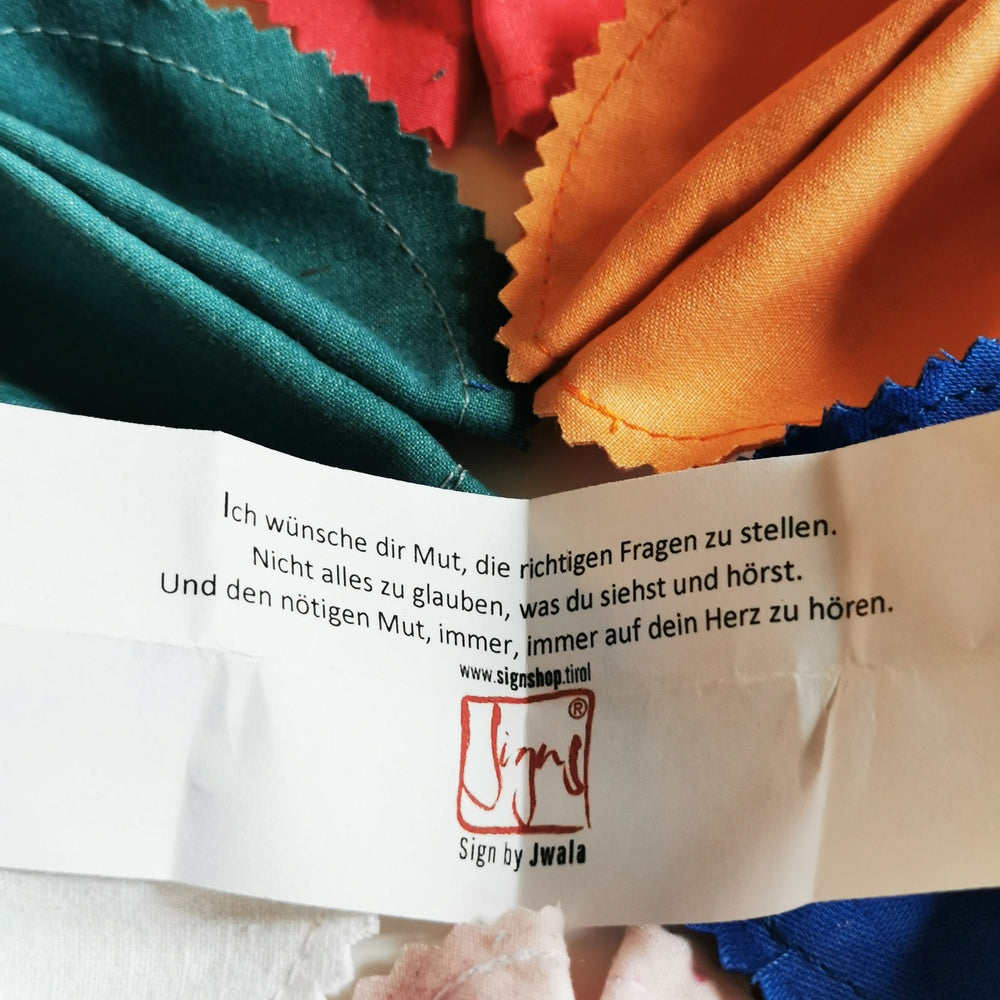 Ich wünsche dir Mut, die richtigen Fragen zu stellen.
Nicht alles zu glauben, was du siehst und hörst.
Und den nötigen Mut, immer, immer auf dein Herz zu hören.
www.signshop.tirol
Signs ®
Sign by Jwala